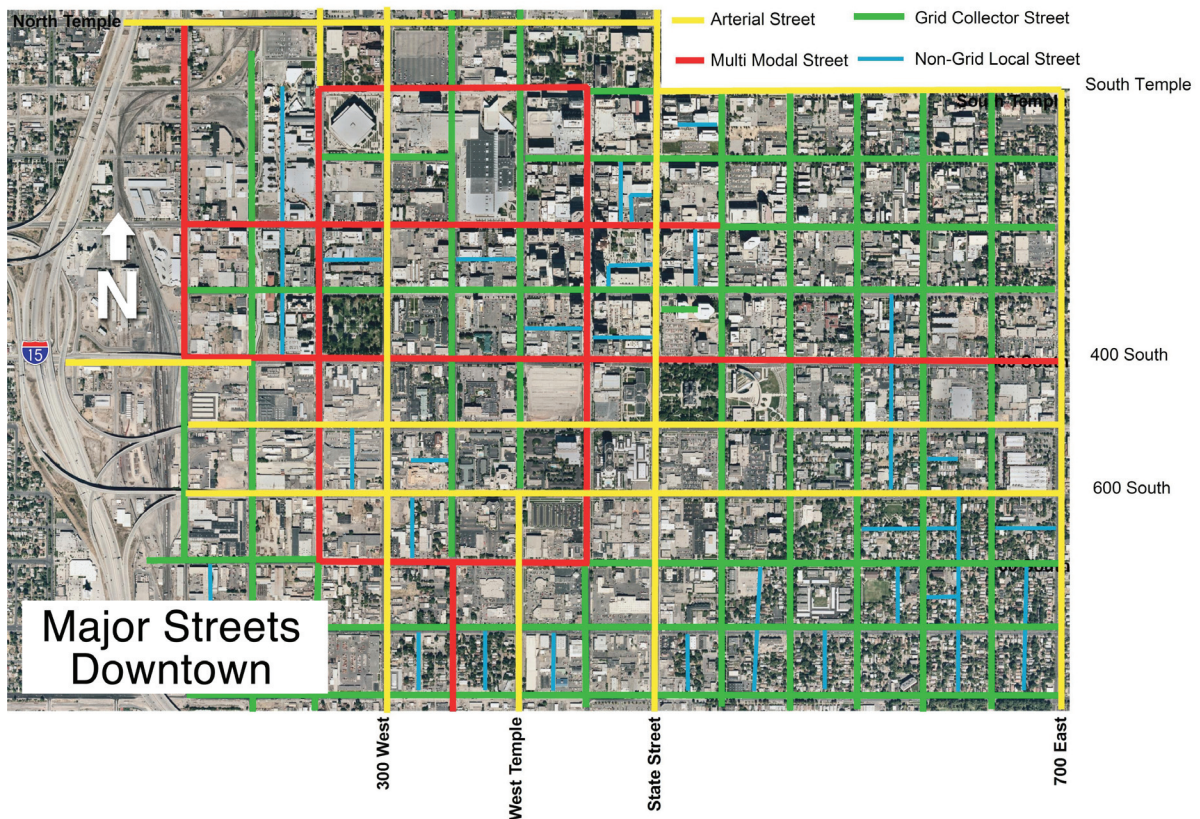 North Temple
Arterial Street
Grid Collector Street
Multi Modal Street
Non-Grid Local Street
South Temple
South Temple
N
15
400 South
600 South
Major Streets
Downtown
300 West
West Temple
State Street
700 East